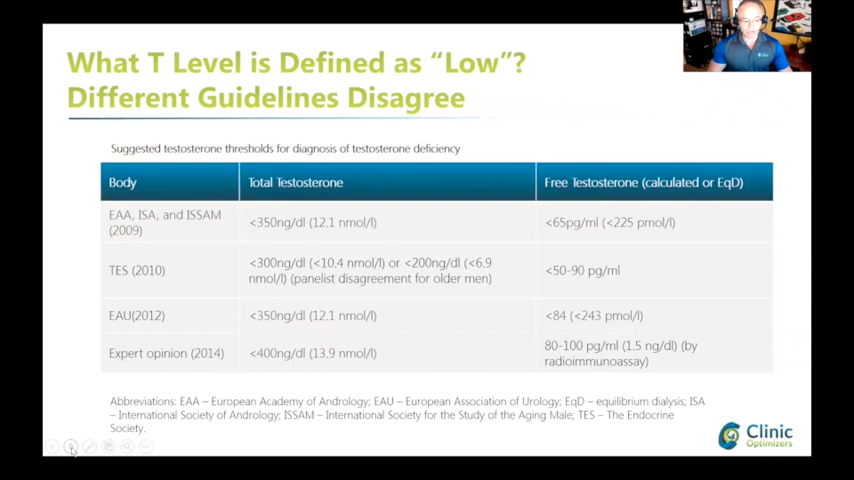 What T Level is Defined as “Low”?
Different Guidelines Disagree
Suggested testosterone thresholds for diagnosis of testosterone deficiency
Body
Total Testosterone
Free Testosterone (calculated or EqD)
EAA, ISA, and ISSAM
(2009)
<350ng/dl (12.1 nmol/l)
<65pg/ml (<225 pmol/l)
TES (2010)
<300ng/dl (<10.4 nmol/l) or <200ng/dl (<6.9
nmol/l) (panelist disagreement for older men)
<50-90 pg/ml
EAU(2012)
<350ng/dl (12.1 nmol/l)
<84 (<243 pmol/l)
Expert opinion (2014)
<400ng/dl (13.9 nmol/l)
80-100 pg/ml (1.5 ng/dl) (by
radioimmunoassay)
Abbreviations: EAA – European Academy of Andrology; EAU – European Association of Urology; EqD – equilibrium dialysis; ISA
– International Society of Andrology; ISSAM – International Society for the Study of the Aging Male; TES – The Endocrine
Society.
Clinic
Optimizers